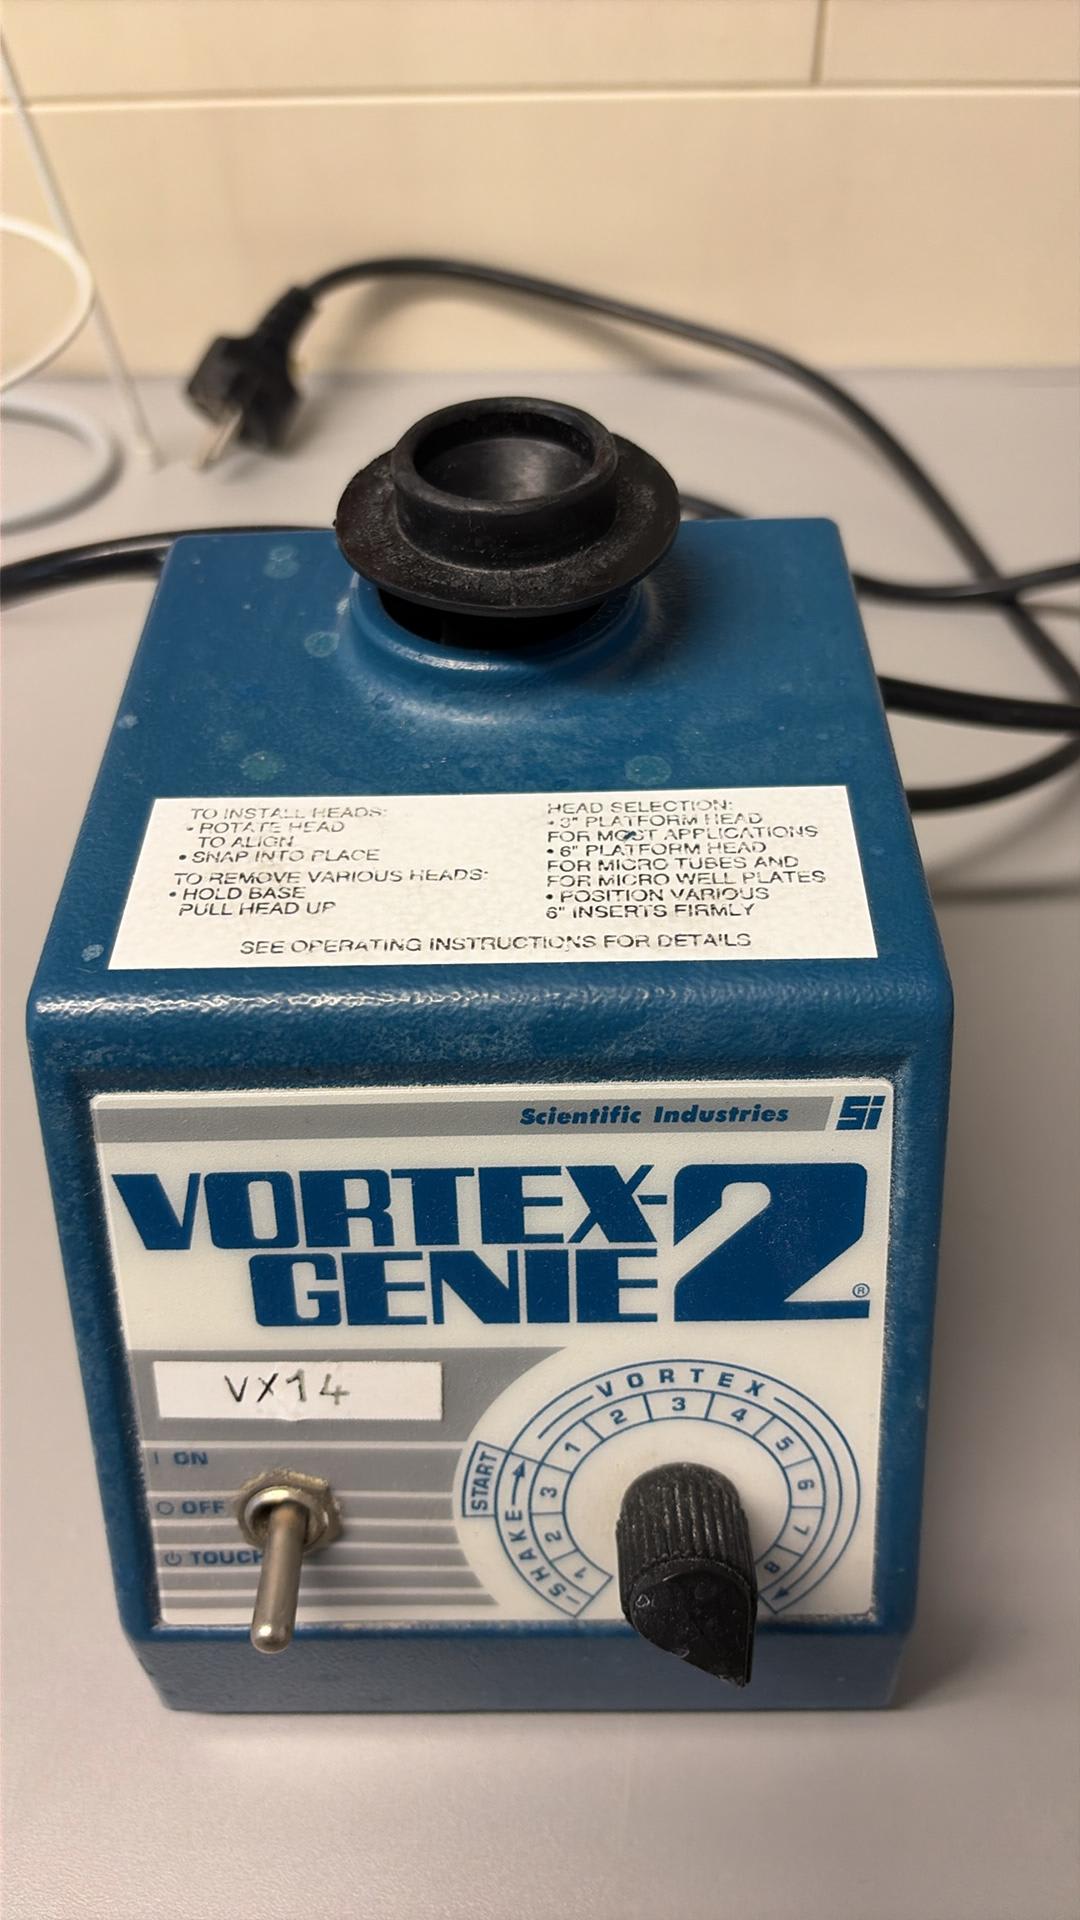 TO INSTALL HEADS:
• ROTATE HEAD
TO ALIGN
• SNAP INTO PLACE
TO REMOVE VARIOUS HEADS:
• HOLD BASE
PULL HEAD UP
HEAD SELECTION:
• 3" PLATFORM HEAD
FOR MOST APPLICATIONS
• 6" PLATFORM HEAD
FOR MICRO TUBES AND
FOR MICRO WELL PLATES
• POSITION VARIOUS
6" INSERTS FIRMLY
SEE OPERATING INSTRUCTIONS FOR DETAILS
Scientific Industries Si
VORTEX-
GENIE 2 ®
VX14
I ON
OFF
TOUCH
VORTEX
1 2 3 4 5 6 7 8
START
SHAKE
1 2 3